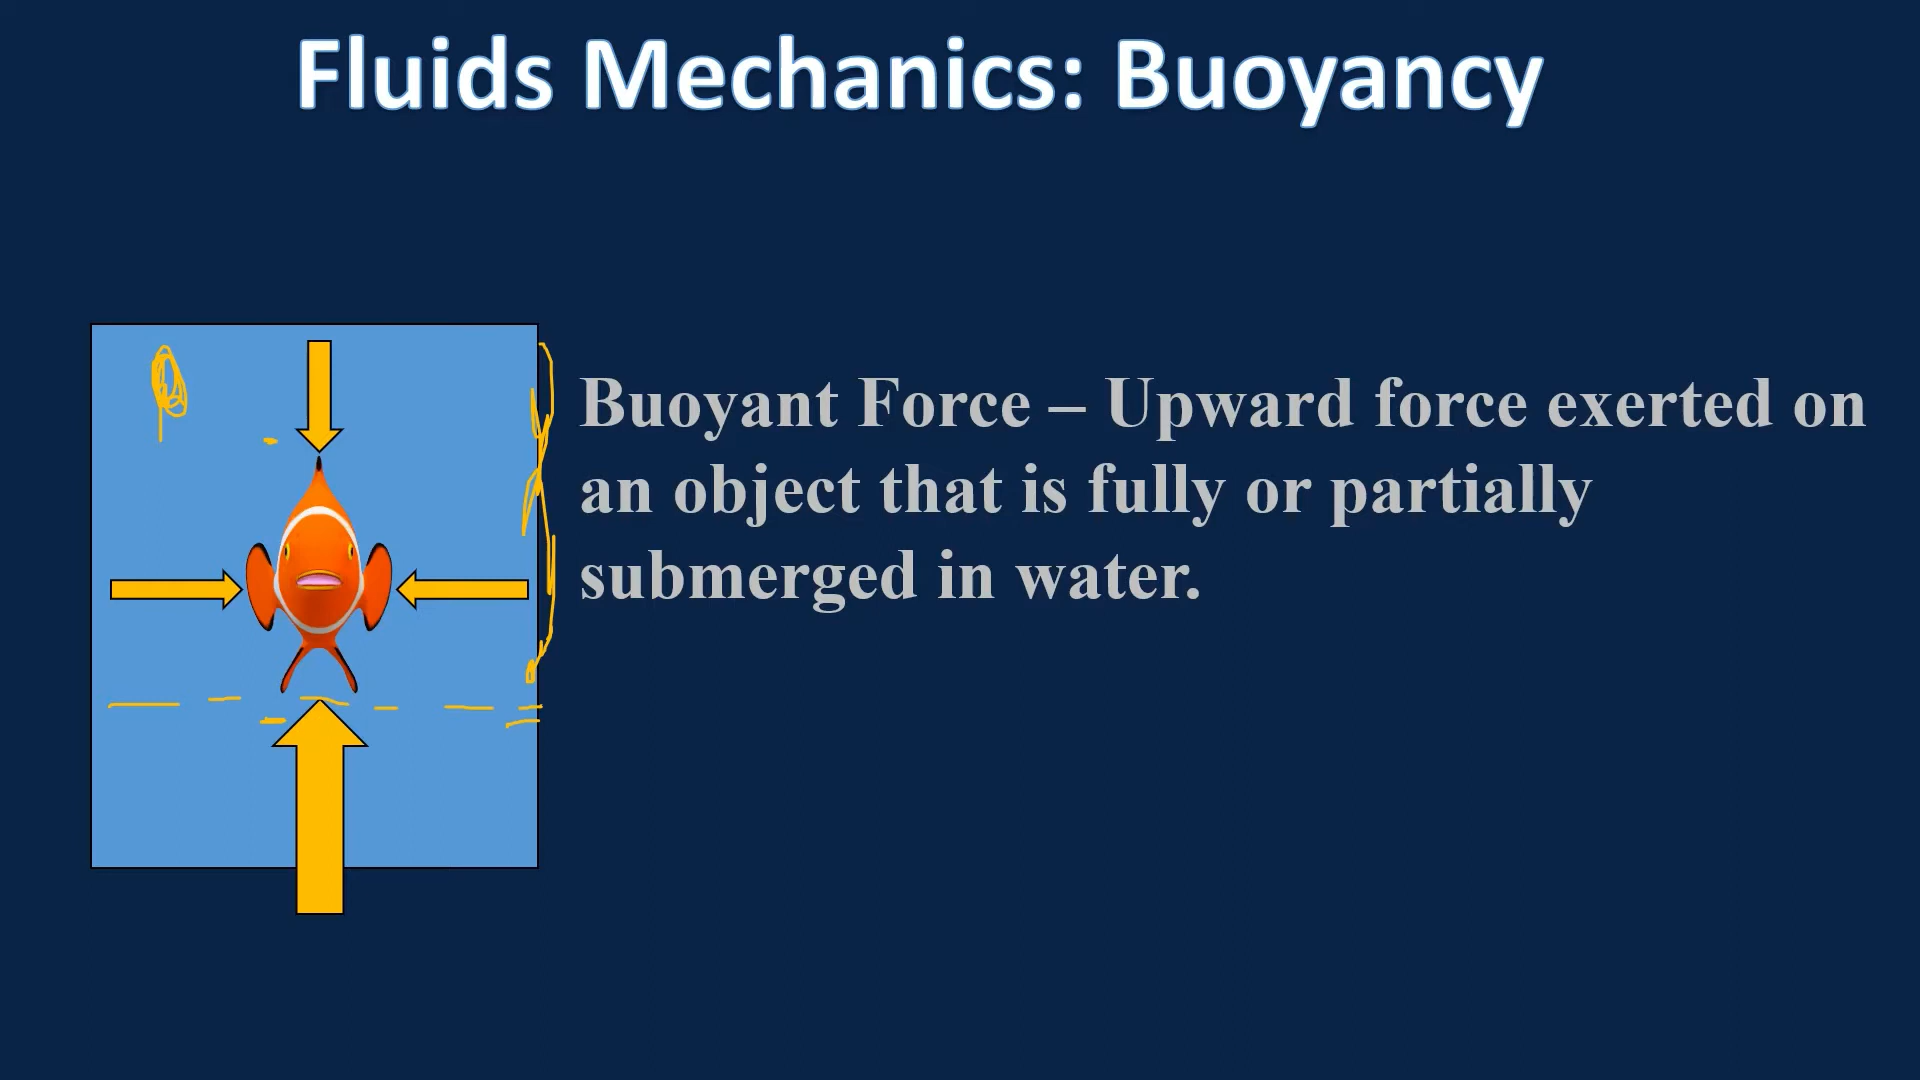 Fluids Mechanics: Buoyancy
Buoyant Force – Upward force exerted on
an object that is fully or partially
submerged in water.